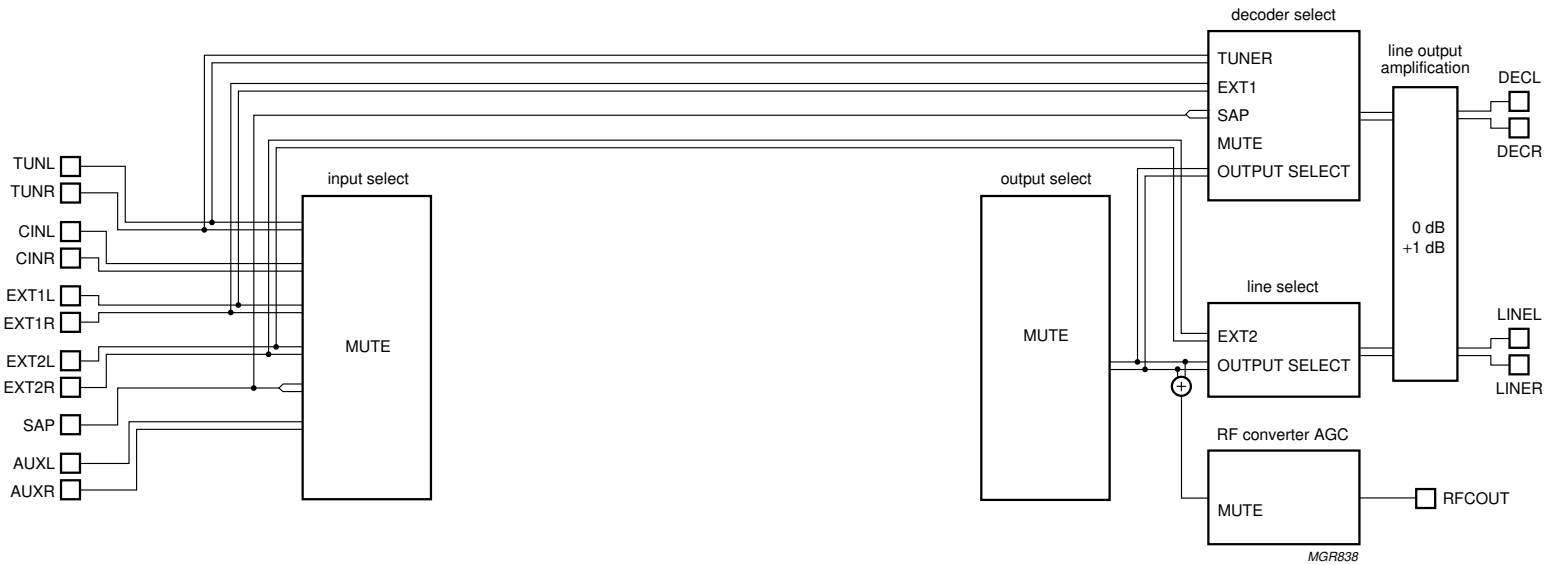 decoder select
TUNER
EXT1
SAP
MUTE
OUTPUT SELECT
line output
amplification
0 dB
+1 dB
DECL
DECR
TUNL
TUNR
CINL
CINR
EXT1L
EXT1R
EXT2L
EXT2R
SAP
AUXL
AUXR
input select
MUTE
output select
MUTE
line select
EXT2
OUTPUT SELECT
LINEL
LINER
+
RF converter AGC
MUTE
RFCOUT
MGR838